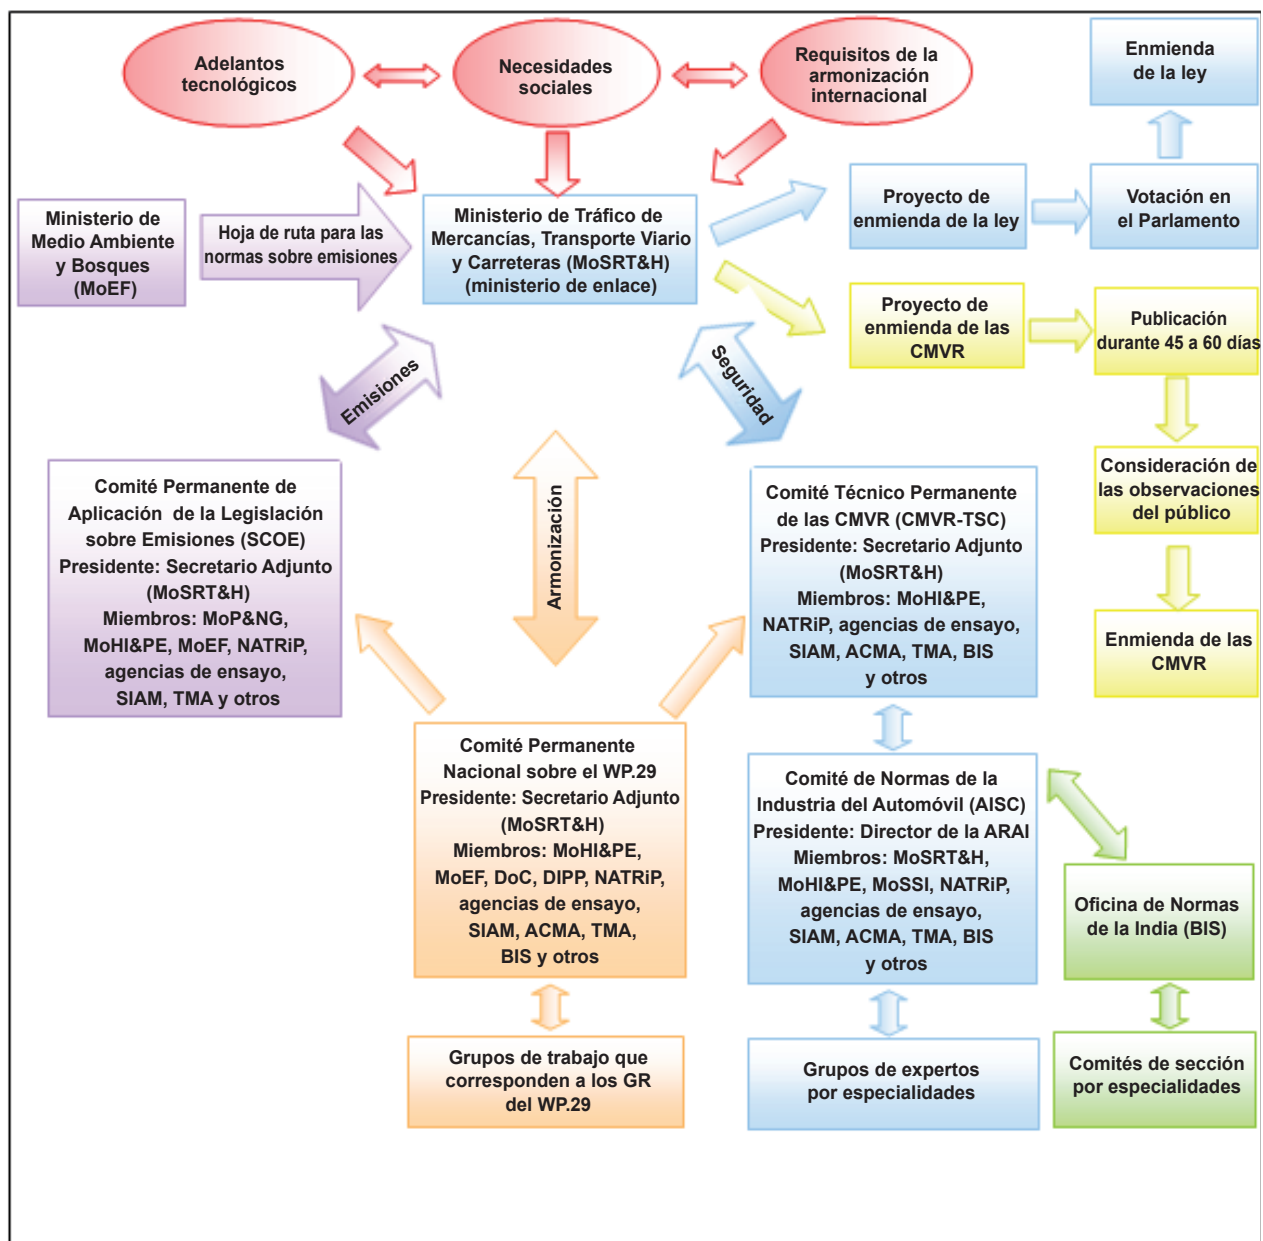 Adelantos
tecnológicos
Necesidades
sociales
Requisitos de la
armonización
internacional
Enmienda
de la ley
Ministerio de
Medio Ambiente
y Bosques
(MoEF)
Hoja de ruta para las
normas sobre emisiones
Ministerio de Tráfico de
Mercancías, Transporte Viario
y Carreteras (MoSRT&H)
(ministerio de enlace)
Proyecto de
enmienda de la ley
Votación en
el Parlamento
Proyecto de
enmienda de las
CMVR
Publicación
durante 45 a 60 días
Emisiones
Seguridad
Armonización
Consideración de
las observaciones
del público
Enmienda de las
CMVR
Comité Permanente de
Aplicación de la Legislación
sobre Emisiones (SCOE)
Presidente: Secretario Adjunto
(MoSRT&H)
Miembros: MoP&NG,
MoHI&PE, MoEF, NATRiP,
agencias de ensayo,
SIAM, TMA y otros
Comité Técnico Permanente
de las CMVR (CMVR-TSC)
Presidente: Secretario Adjunto
(MoSRT&H)
Miembros: MoHI&PE,
NATRiP, agencias de ensayo,
SIAM, ACMA, TMA, BIS
y otros
Comité Permanente
Nacional sobre el WP.29
Presidente: Secretario Adjunto
(MoSRT&H)
Miembros: MoHI&PE,
MoEF, DoC, DIPP, NATRiP,
agencias de ensayo,
SIAM, ACMA, TMA,
BIS y otros
Comité de Normas de la
Industria del Automóvil (AISC)
Presidente: Director de la ARAI
Miembros: MoSRT&H,
MoHI&PE, MoSSI, NATRiP,
agencias de ensayo,
SIAM, ACMA, TMA, BIS
y otros
Oficina de Normas
de la India (BIS)
Grupos de trabajo que
corresponden a los GR
del WP.29
Grupos de expertos
por especialidades
Comités de sección
por especialidades